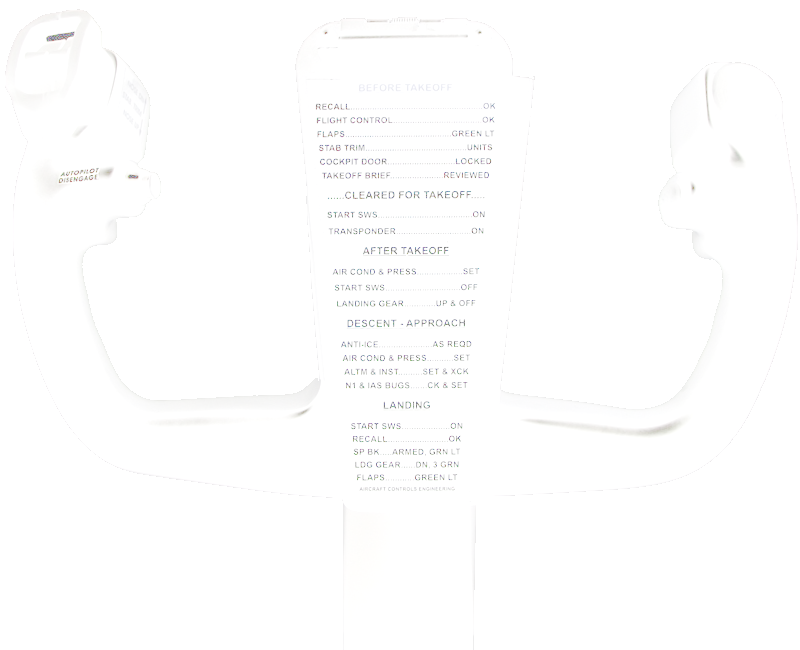 BEFORE TAKEOFF
RECALL........................................OK
FLIGHT CONTROL...........................OK
FLAPS................................GREEN LT
STAB TRIM..............................UNITS
COCKPIT DOOR....................LOCKED
TAKEOFF BRIEF................REVIEWED
......CLEARED FOR TAKEOFF.....
START SWS............................ON
TRANSPONDER......................ON
AFTER TAKEOFF
AIR COND & PRESS..............SET
START SWS.......................OFF
LANDING GEAR..........UP & OFF
DESCENT - APPROACH
ANTI-ICE.................AS REQD
AIR COND & PRESS.........SET
ALTM & INST........SET & XCK
N1 & IAS BUGS......CK & SET
LANDING
START SWS................ON
RECALL....................OK
SP BK....ARMED, GRN LT
LDG GEAR.....DN, 3 GRN
FLAPS..........GREEN LT
AIRCRAFT CONTROLS ENGINEERING
AUTOPILOT
DISENGAGE